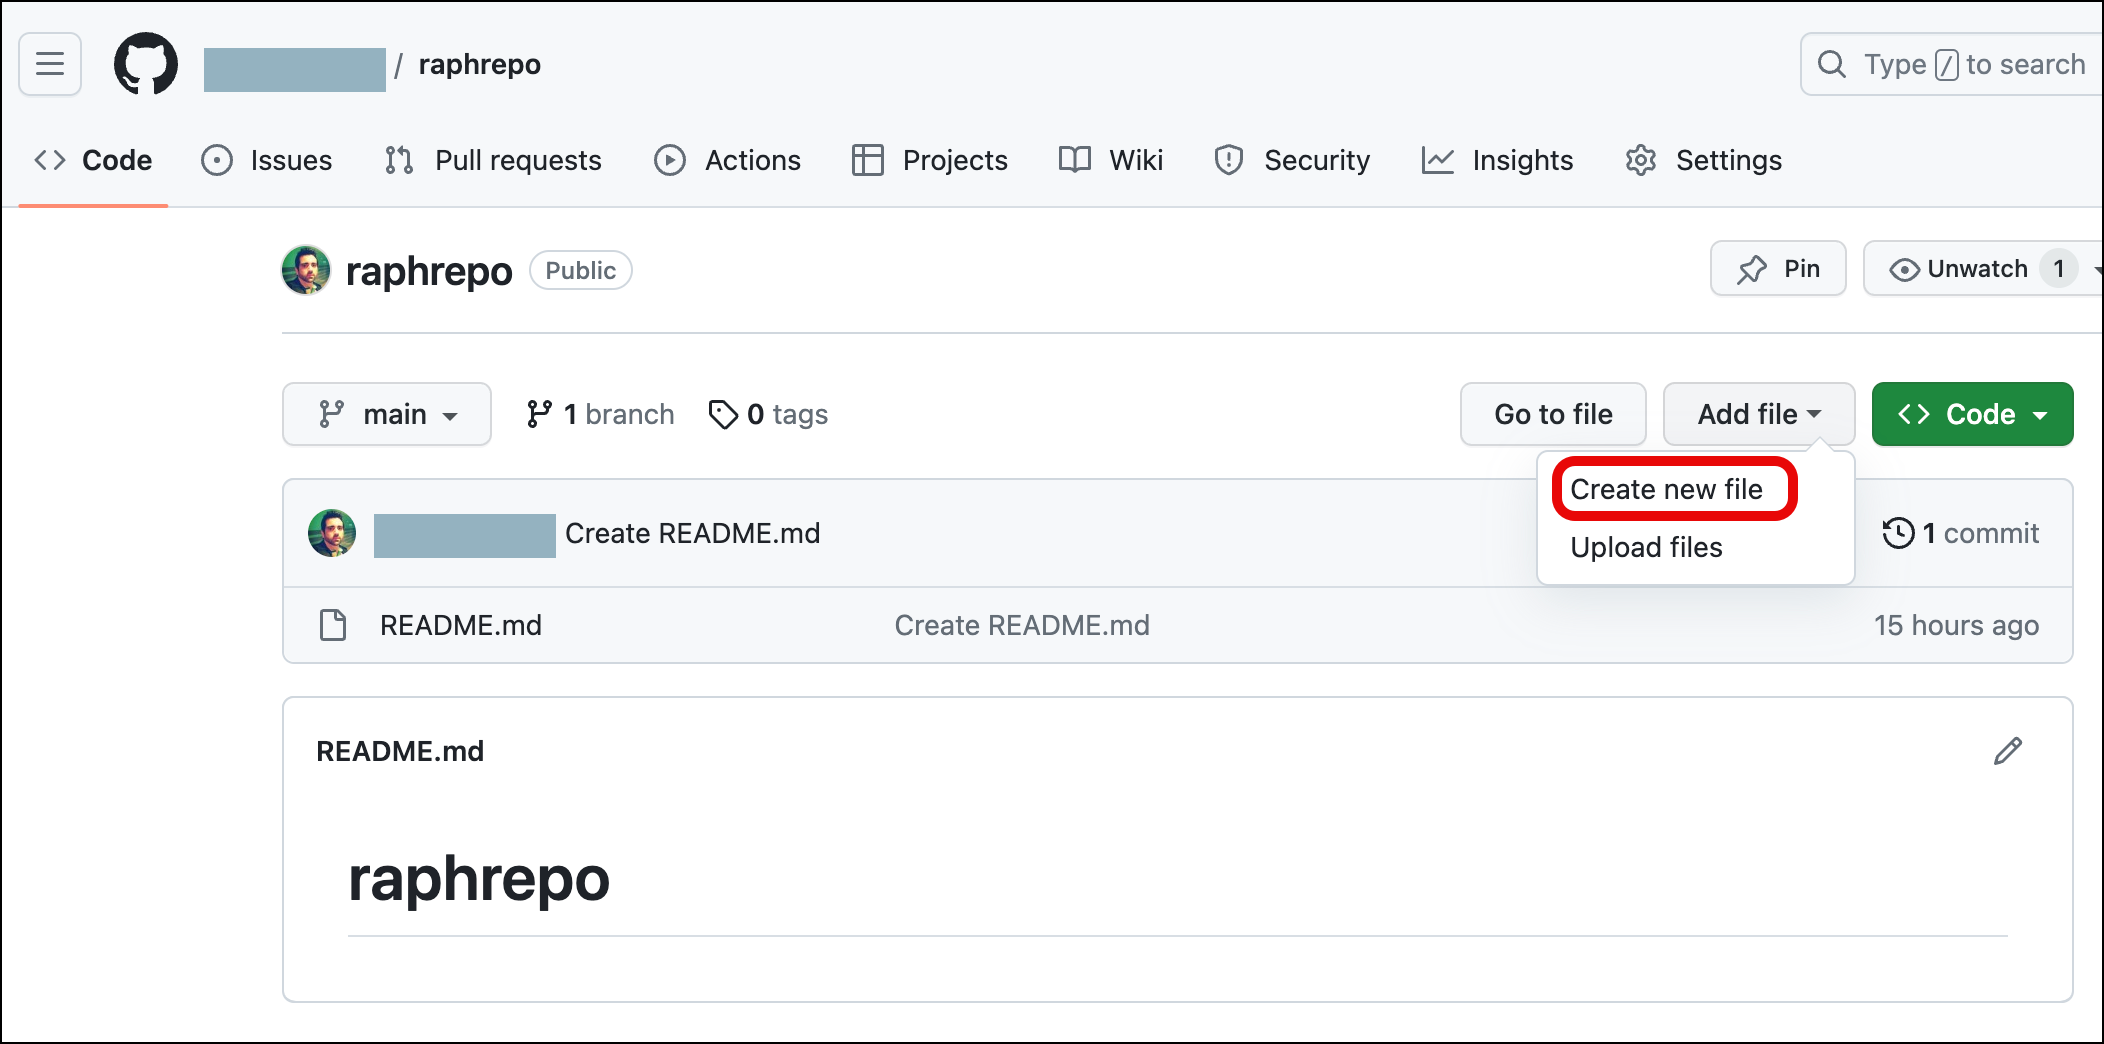 / raphrepo
Type / to search
Code Issues Pull requests Actions Projects Wiki Security Insights Settings
raphrepo Public
Pin Unwatch 1
main 1 branch 0 tags
Go to file Add file Code
Create new file
Upload files
Create README.md
1 commit
README.md Create README.md 15 hours ago
README.md
raphrepo